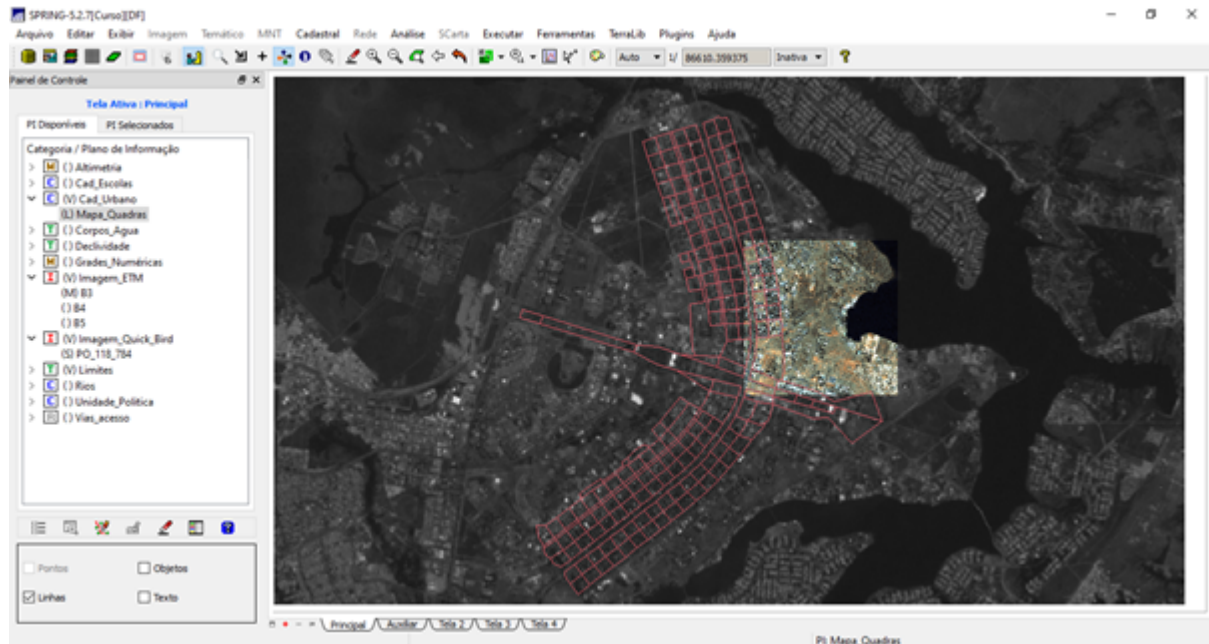 SPRING-5.2.7[Curso][DF]
Arquivo Editar Exibir Imagem Temático MNT Cadastral Rede Análise SCarta Executar Ferramentas TerraLib Plugins Ajuda
Auto 1/ 86610.359375 Inativa
Painel de Controle
Tela Ativa : Principal
PI Disponíveis PI Selecionados
Categoria / Plano de Informação
M () Altimetria
C () Cad_Escolas
C (V) Cad_Urbano
(L) Mapa_Quadras
T () Corpos_Agua
T () Declividade
M () Grades_Numéricas
I (V) Imagem_ETM
(M) B3
() B4
() B5
I (V) Imagem_Quick_Bird
(S) PO_118_784
T (V) Limites
C () Rios
C () Unidade_Politica
() Vias_acesso
Pontos Objetos
Linhas Texto
Principal Auxiliar Tela 2 Tela 3 Tela 4
PI: Mapa_Quadras